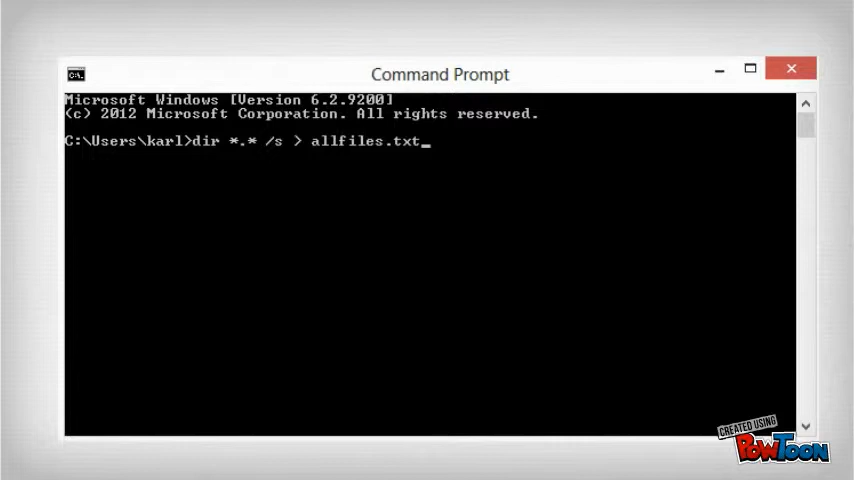 C:\.
Command Prompt
Microsoft Windows [Version 6.2.9200]
(c) 2012 Microsoft Corporation. All rights reserved.
C:\Users\karl>dir *.* /s > allfiles.txt_
CREATED USING
POWTOON